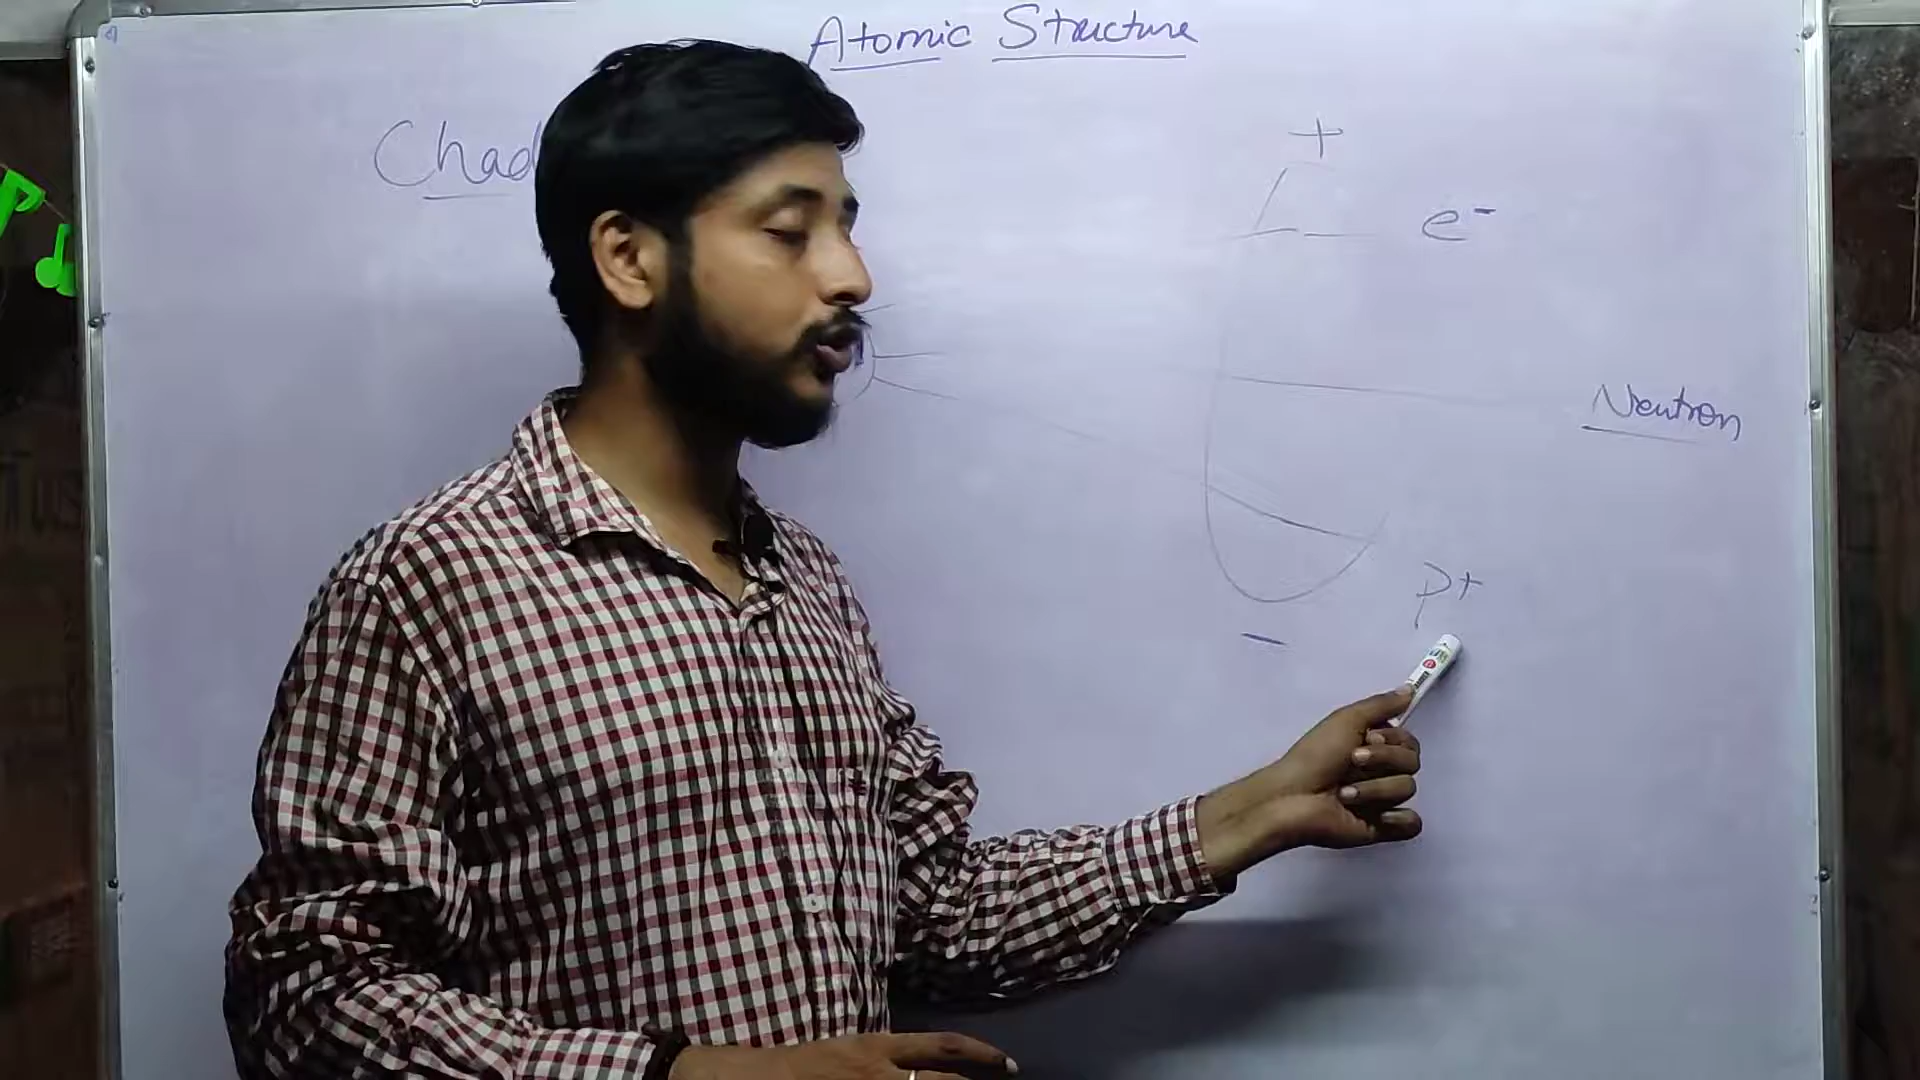 Atomic Structure
Chad
+
e-
Neutron
P+
-